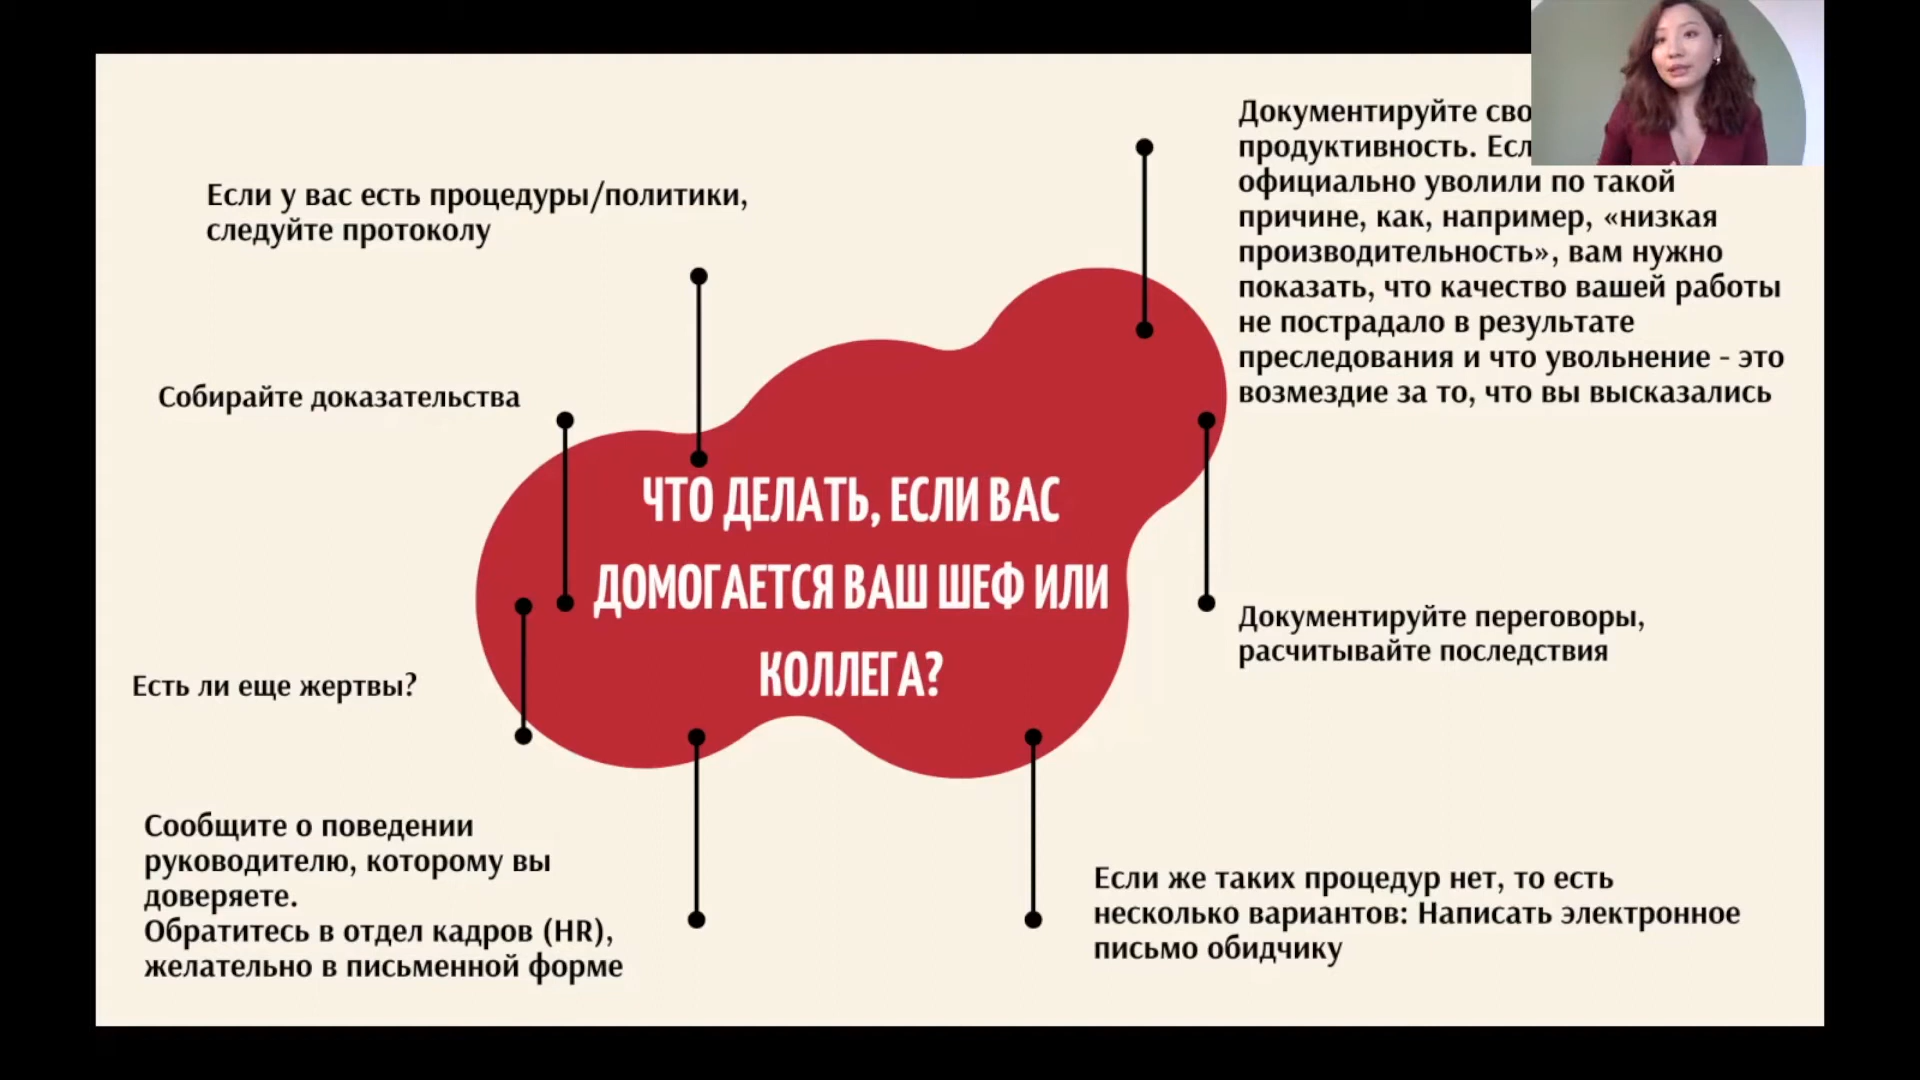 Если у вас есть процедуры/политики,
следуйте протоколу
Собирайте доказательства
Есть ли еще жертвы?
Сообщите о поведении
руководителю, которому вы
доверяете.
Обратитесь в отдел кадров (HR),
желательно в письменной форме
ЧТО ДЕЛАТЬ, ЕСЛИ ВАС
ДОМОГАЕТСЯ ВАШ ШЕФ ИЛИ
КОЛЛЕГА?
Документируйте
продуктивность.
официально уволили по такой
причине, как, например, «низкая
производительность», вам нужно
показать, что качество вашей работы
не пострадало в результате
преследования и что увольнение - это
возмездие за то, что вы высказались
Документируйте переговоры,
расчитывайте последствия
Если же таких процедур нет, то есть
несколько вариантов: Написать электронное
письмо обидчику